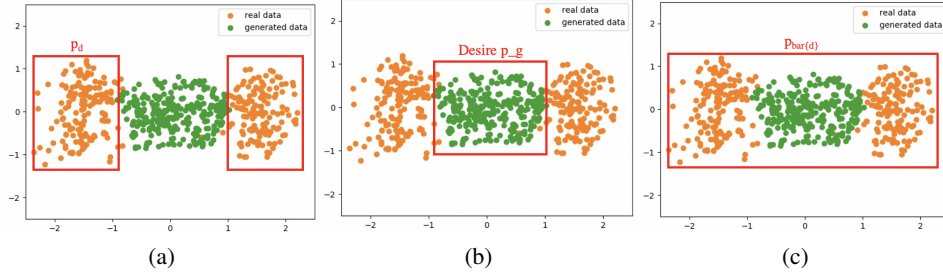 real data
generated data
p_d
2
1
0
-1
-2
-2
-1
0
1
2
(a)
real data
generated data
Desire p_g
2
1
0
-1
-2
-2
-1
0
1
2
(b)
real data
generated data
p_bar{d}
2
1
0
-1
-2
-2
-1
0
1
2
(c)